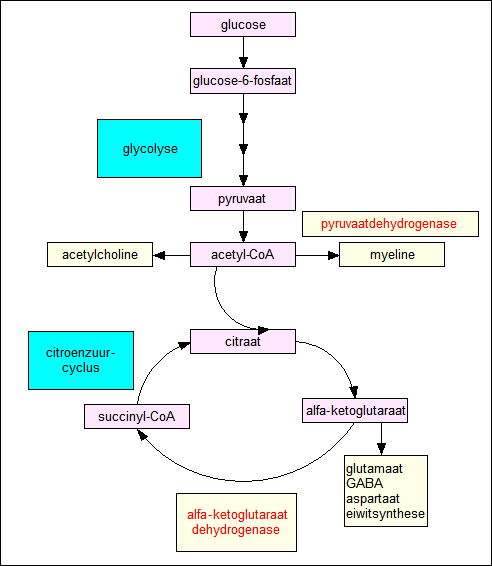 glucose
glucose-6-fosfaat
glycolyse
pyruvaat
pyruvaatdehydrogenase
acetylcholine
acetyl-CoA
myeline
citraat
citroenzuur-
cyclus
succinyl-CoA
alfa-ketoglutaraat
glutamaat
GABA
aspartaat
eiwitsynthese
alfa-ketoglutaraat
dehydrogenase